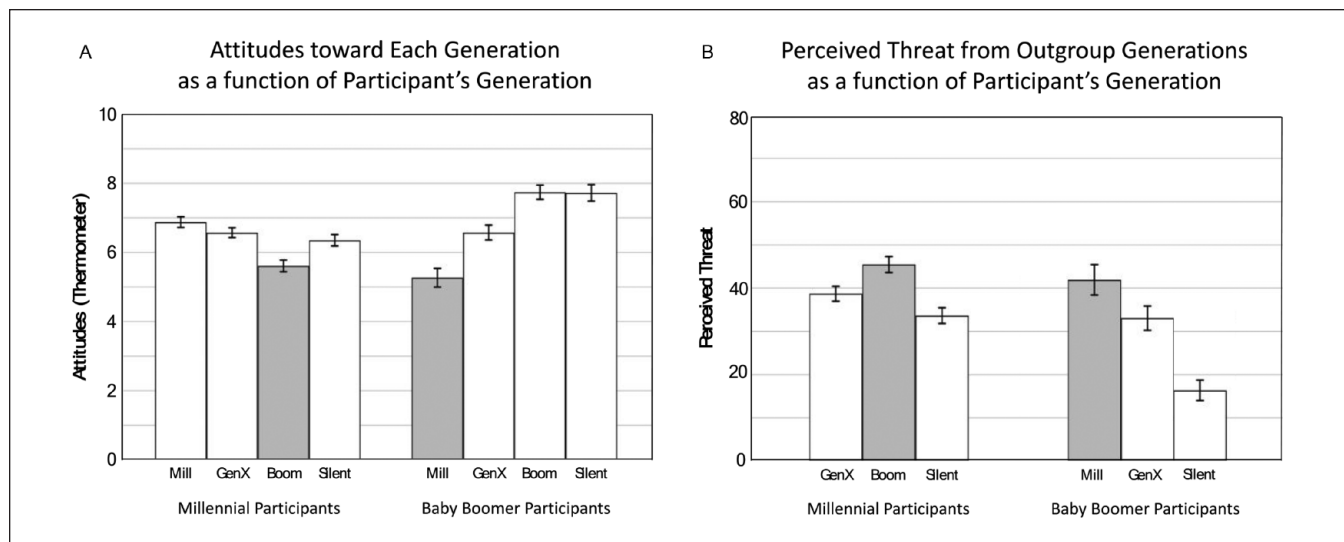 A
Attitudes toward Each Generation
as a function of Participant's Generation
10
8
6
4
2
0
Attitudes (Thermometer)
Mill GenX Boom Silent Mill GenX Boom Silent
Millennial Participants Baby Boomer Participants
B
Perceived Threat from Outgroup Generations
as a function of Participant's Generation
80
60
40
20
0
Perceived Threat
GenX Boom Silent Mill GenX Silent
Millennial Participants Baby Boomer Participants